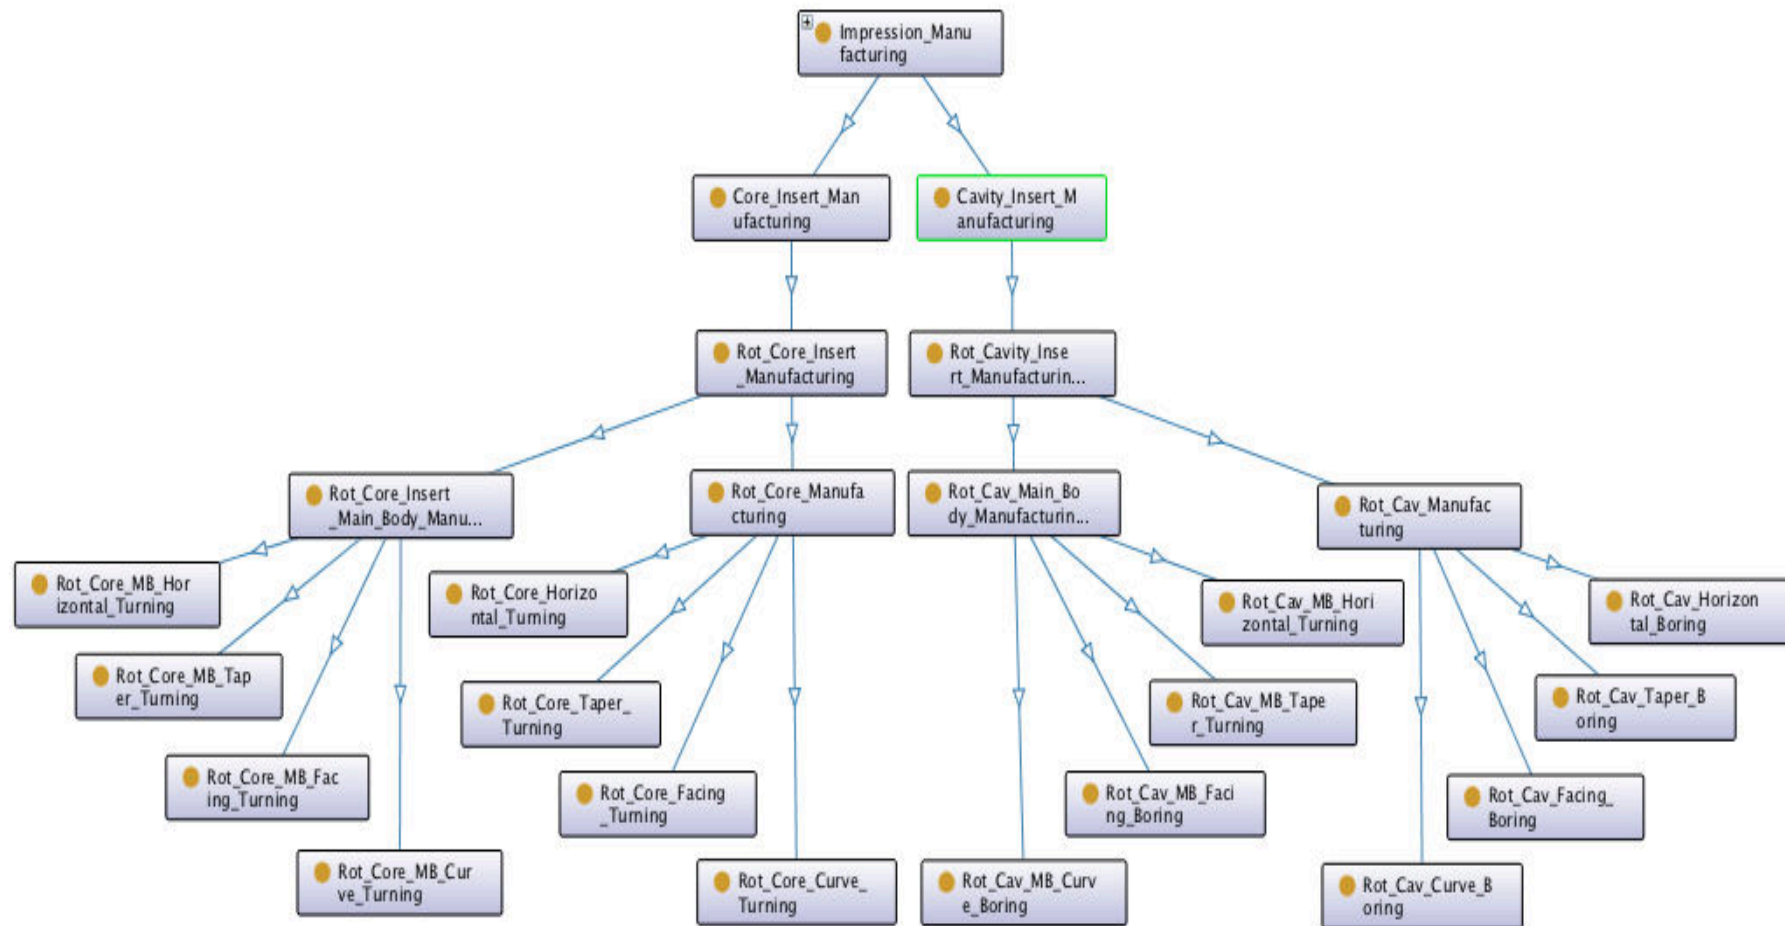 Impression_Manu
facturing
Core_Insert_Man
ufacturing
Cavity_Insert_M
anufacturing
Rot_Core_Insert
_Manufacturing
Rot_Cavity_Inse
rt_Manufacturin...
Rot_Core_Insert
_Main_Body_Manu...
Rot_Core_Manufa
cturing
Rot_Cav_Main_Bo
dy_Manufacturin...
Rot_Cav_Manufac
turing
Rot_Core_MB_Hor
izontal_Turning
Rot_Core_Horizo
ntal_Turning
Rot_Cav_MB_Hori
zontal_Turning
Rot_Cav_Horizon
tal_Boring
Rot_Core_MB_Tap
er_Turning
Rot_Core_Taper_
Turning
Rot_Cav_MB_Tape
r_Turning
Rot_Cav_Taper_B
oring
Rot_Core_MB_Fac
ing_Turning
Rot_Core_Facing
_Turning
Rot_Cav_MB_Faci
ng_Boring
Rot_Cav_Facing_
Boring
Rot_Core_MB_Cur
ve_Turning
Rot_Core_Curve_
Turning
Rot_Cav_MB_Curv
e_Boring
Rot_Cav_Curve_B
oring